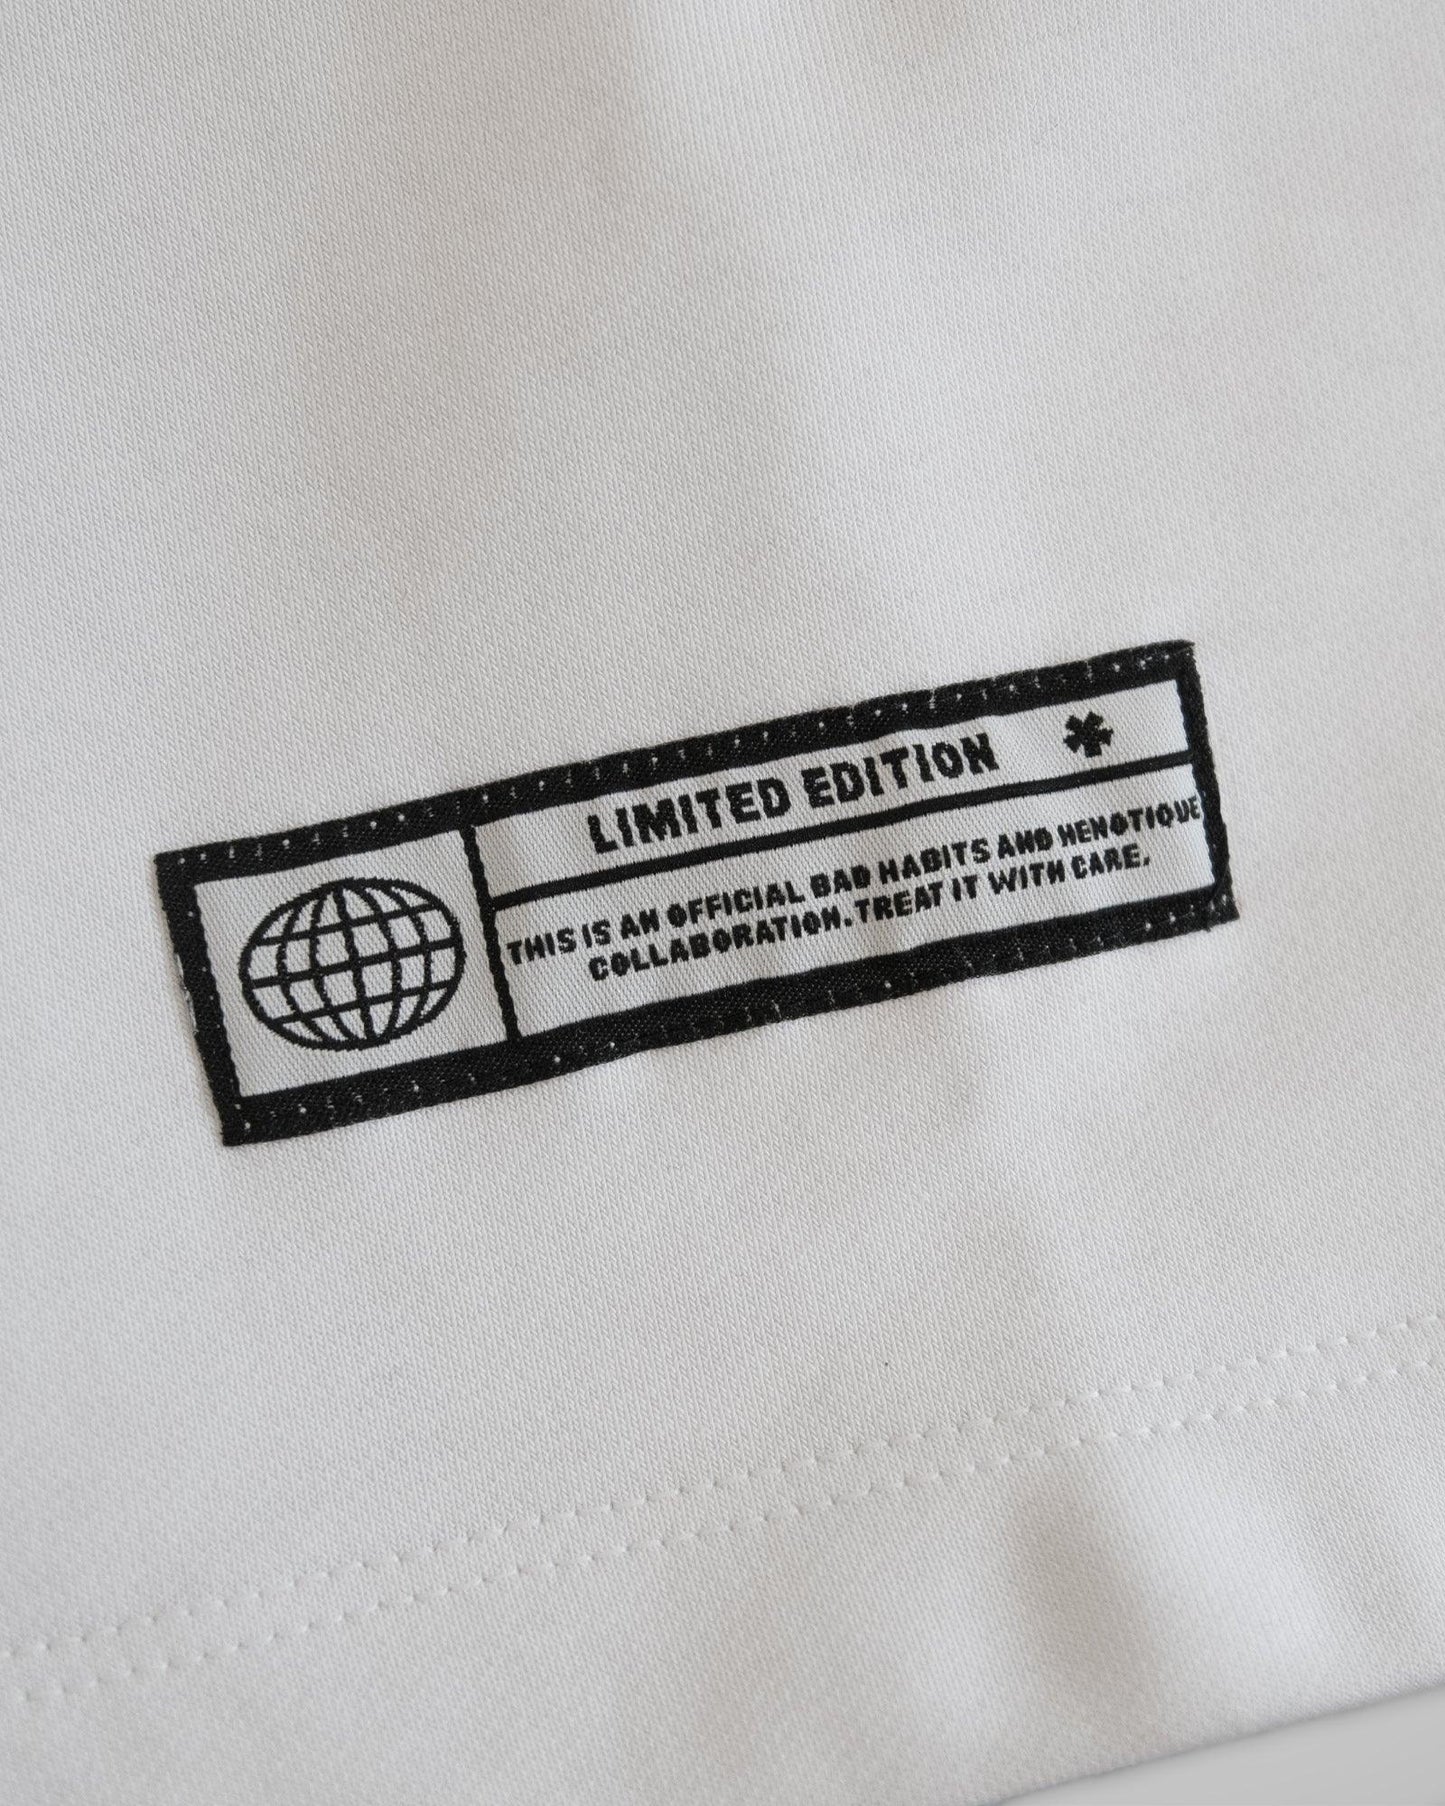 LIMITED EDITION *
THIS IS AN OFFICIAL BAD HABITS AND HENOTIQUE
COLLABORATION. TREAT IT WITH CARE.